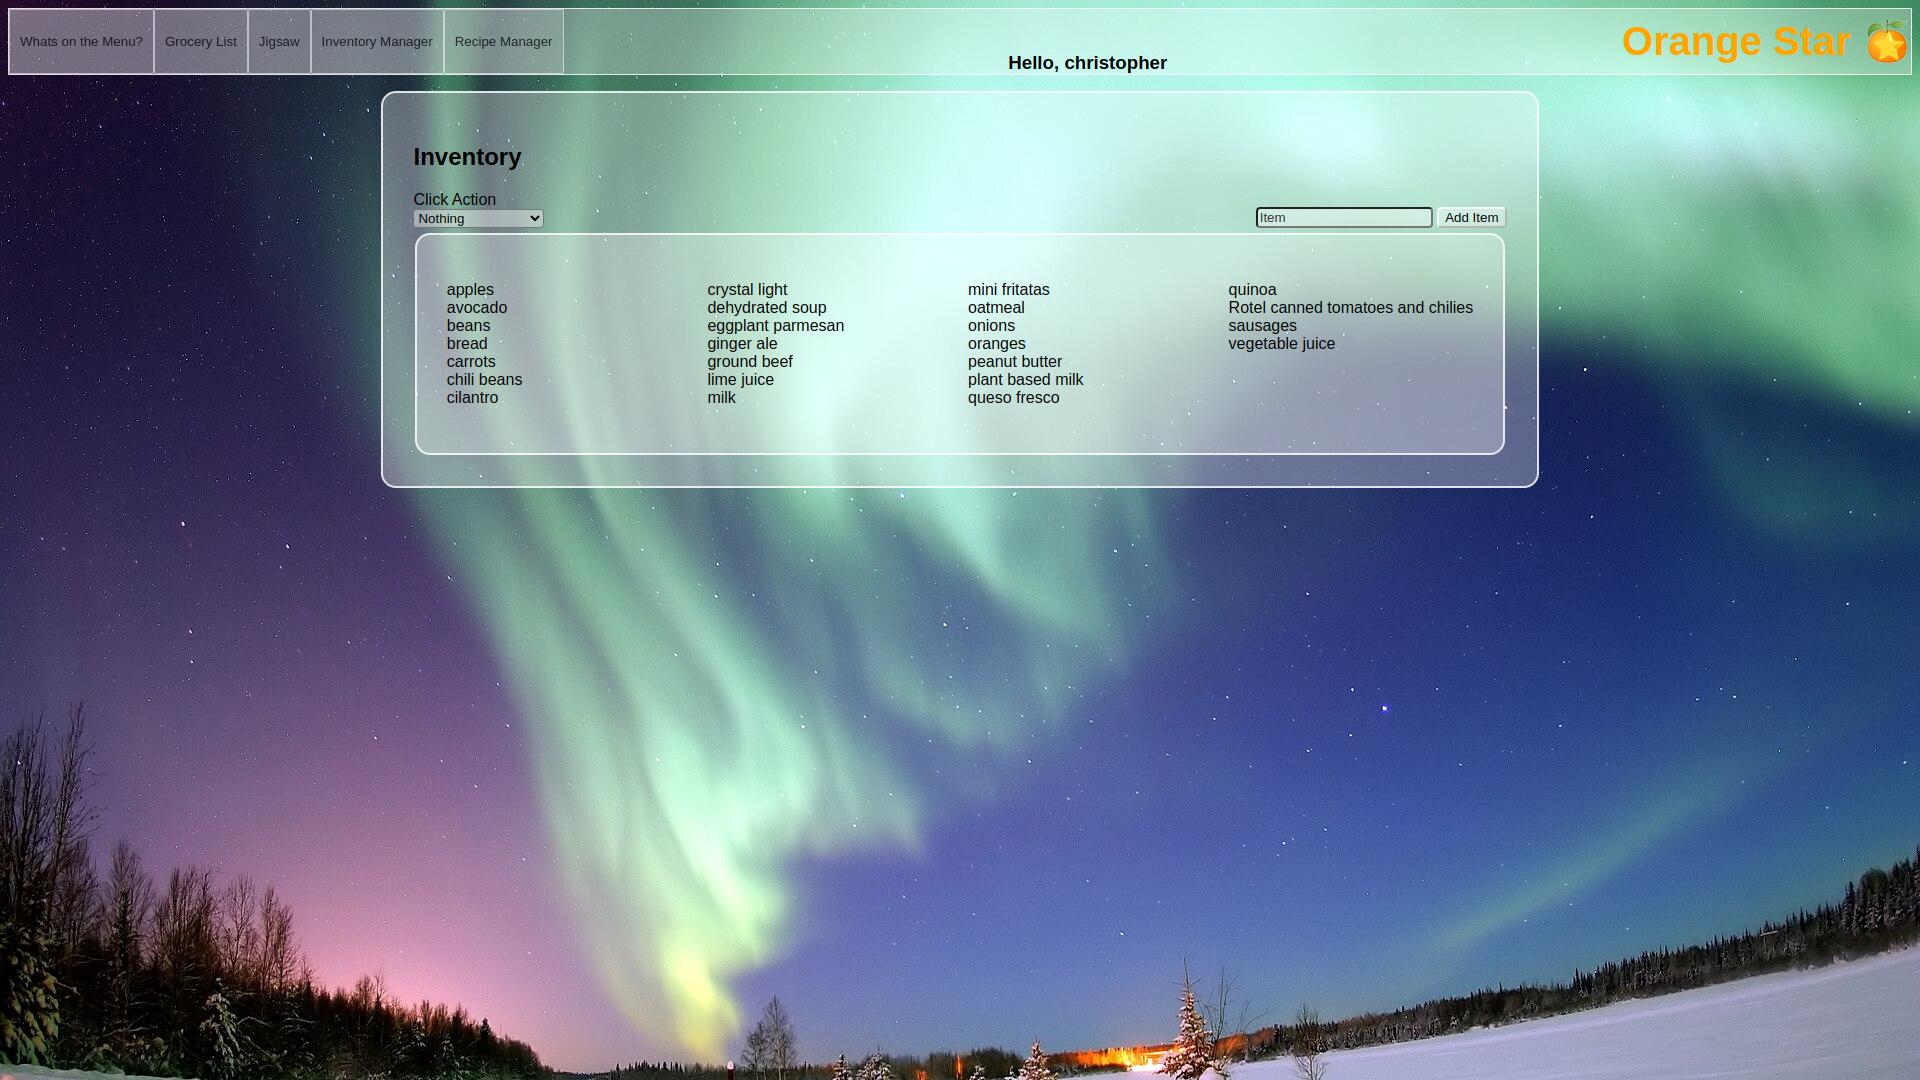 Whats on the Menu?
Grocery List
Jigsaw
Inventory Manager
Recipe Manager
Hello, christopher
Orange Star
Inventory
Click Action
Nothing
Item
Add Item
apples
avocado
beans
bread
carrots
chili beans
cilantro
crystal light
dehydrated soup
eggplant parmesan
ginger ale
ground beef
lime juice
milk
mini fritatas
oatmeal
onions
oranges
peanut butter
plant based milk
queso fresco
quinoa
Rotel canned tomatoes and chilies
sausages
vegetable juice